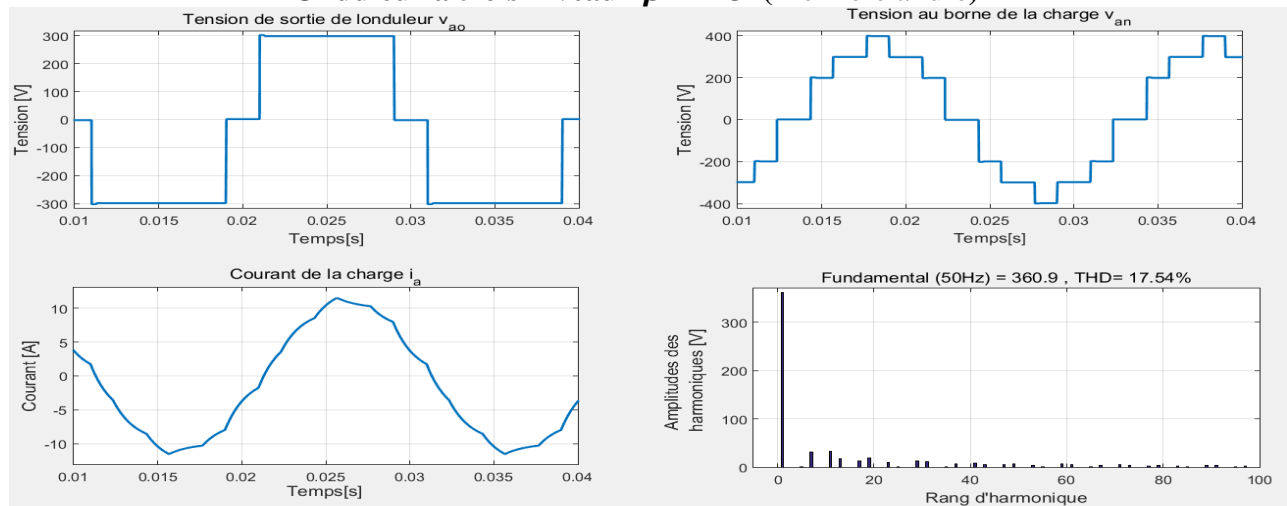 Tension de sortie de londuleur v_ao
300
200
100
0
-100
-200
-300
0.01 0.015 0.02 0.025 0.03 0.035 0.04
Tension [V]
Temps[s]
Tension au borne de la charge v_an
400
200
0
-200
-400
0.01 0.015 0.02 0.025 0.03 0.035 0.04
Tension [V]
Temps[s]
Courant de la charge i_a
10
5
0
-5
-10
0.01 0.015 0.02 0.025 0.03 0.035 0.04
Courant [A]
Temps[s]
Fundamental (50Hz) = 360.9 , THD= 17.54%
300
200
100
0
0 20 40 60 80 100
Amplitudes des
harmoniques [V]
Rang d'harmonique